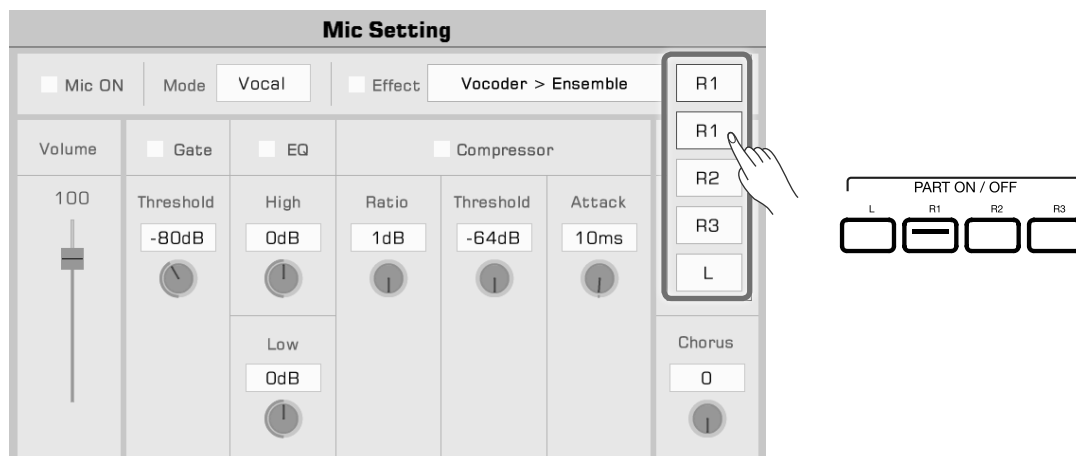 Mic Setting
Mic ON Mode Vocal Effect Vocoder > Ensemble R1
R1
R2
R3
L
Volume Gate EQ Compressor
100 Threshold High Ratio Threshold Attack
-80dB 0dB 1dB -64dB 10ms
Low Chorus
0dB 0
PART ON / OFF
L R1 R2 R3